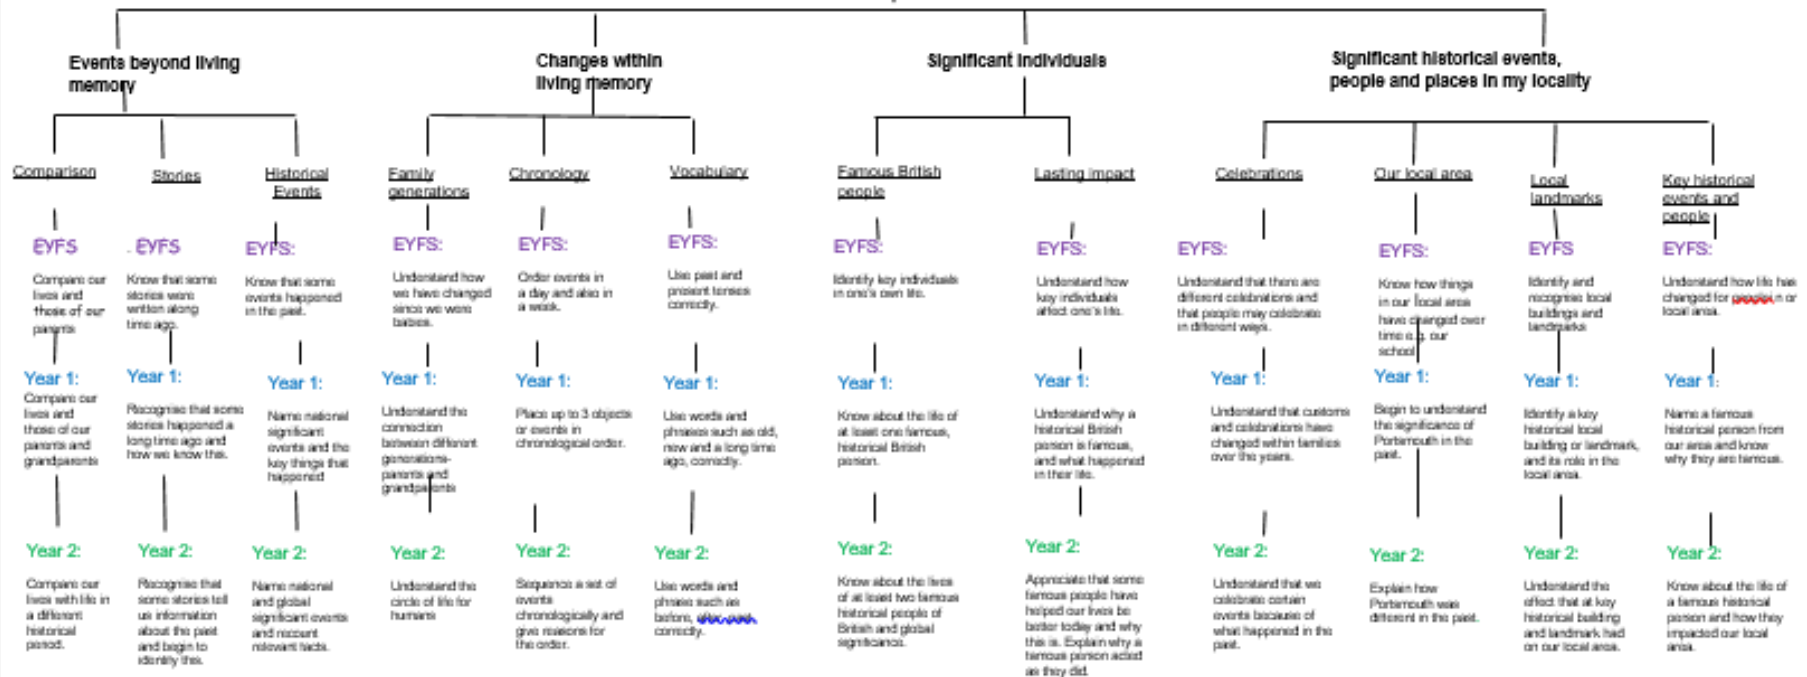 Events beyond living
memory
Comparison
EYFS
Compare our
lives and
those of our
parents
Year 1:
Compare our
lives and
those of our
parents and
grandparents
Year 2:
Compare our
lives with life in
a different
historical
period.
Stories
EYFS
Know that some
stories were
written along
time ago.
Year 1:
Recognise that some
stories happened a
long time ago and
how we know this.
Year 2:
Recognise that
some stories tell
us information
about the past
and begin to
identify this.
Historical
Events
EYFS:
Know that some
events happened
in the past.
Year 1:
Name national
significant
events and the
key things that
happened
Year 2:
Name national
and global
significant events
and recount
relevant facts.
Changes within
living memory
Family
generations
EYFS:
Understand how
we have changed
since we were
babies.
Year 1:
Understand the
connection
between different
generations-
parents and
grandparents
Year 2:
Understand the
circle of life for
humans
Chronology
EYFS:
Order events in
a day and also in
a week.
Year 1:
Place up to 3 objects
or events in
chronological order.
Year 2:
Sequence a set of
events
chronologically and
give reasons for
the order.
Vocabulary
EYFS:
Use past and
present tenses
correctly.
Year 1:
Use words and
phrases such as old,
new and a long time
ago, correctly.
Year 2:
Use words and
phrase such as
before,
correctly.
Significant individuals
Famous British
people
EYFS:
Identify key individuals
in one's own life.
Year 1:
Know about the life of
at least one famous,
historical British
person.
Year 2:
Know about the lives
of at least two famous
historical people of
British and global
significance.
Lasting impact
EYFS:
Understand how
key individuals
affect one's life.
Year 1:
Understand why a
historical British
person is famous,
and what happened
in their life.
Year 2:
Appreciate that some
famous people have
helped our lives be
better today and why
this is. Explain why a
famous person acted
as they did.
Significant historical events,
people and places in my locality
Celebrations
EYFS:
Understand that there are
different celebrations and
that people may celebrate
in different ways.
Year 1:
Understand that customs
and celebrations have
changed within families
over the years.
Year 2:
Understand that we
celebrate certain
events because of
what happened in the
past.
Our local area
EYFS:
Know how things
in our local area
have changed over
time e.g. our
school
Year 1:
Begin to understand
the significance of
Portsmouth in the
past.
Year 2:
Explain how
Portsmouth was
different in the past.
Local
landmarks
EYFS
Identify and
recognise local
buildings and
landmarks
Year 1:
Identify a key
historical local
building or landmark,
and its role in the
local area.
Year 2:
Understand the
effect that at key
historical building
and landmark had
on our local area.
Key historical
events and
people
EYFS:
Understand how life has
changed for n or
local area.
Year 1:
Name a famous
historical person from
our area and know
why they are famous.
Year 2:
Know about the life of
a famous historical
person and how they
impacted our local
area.